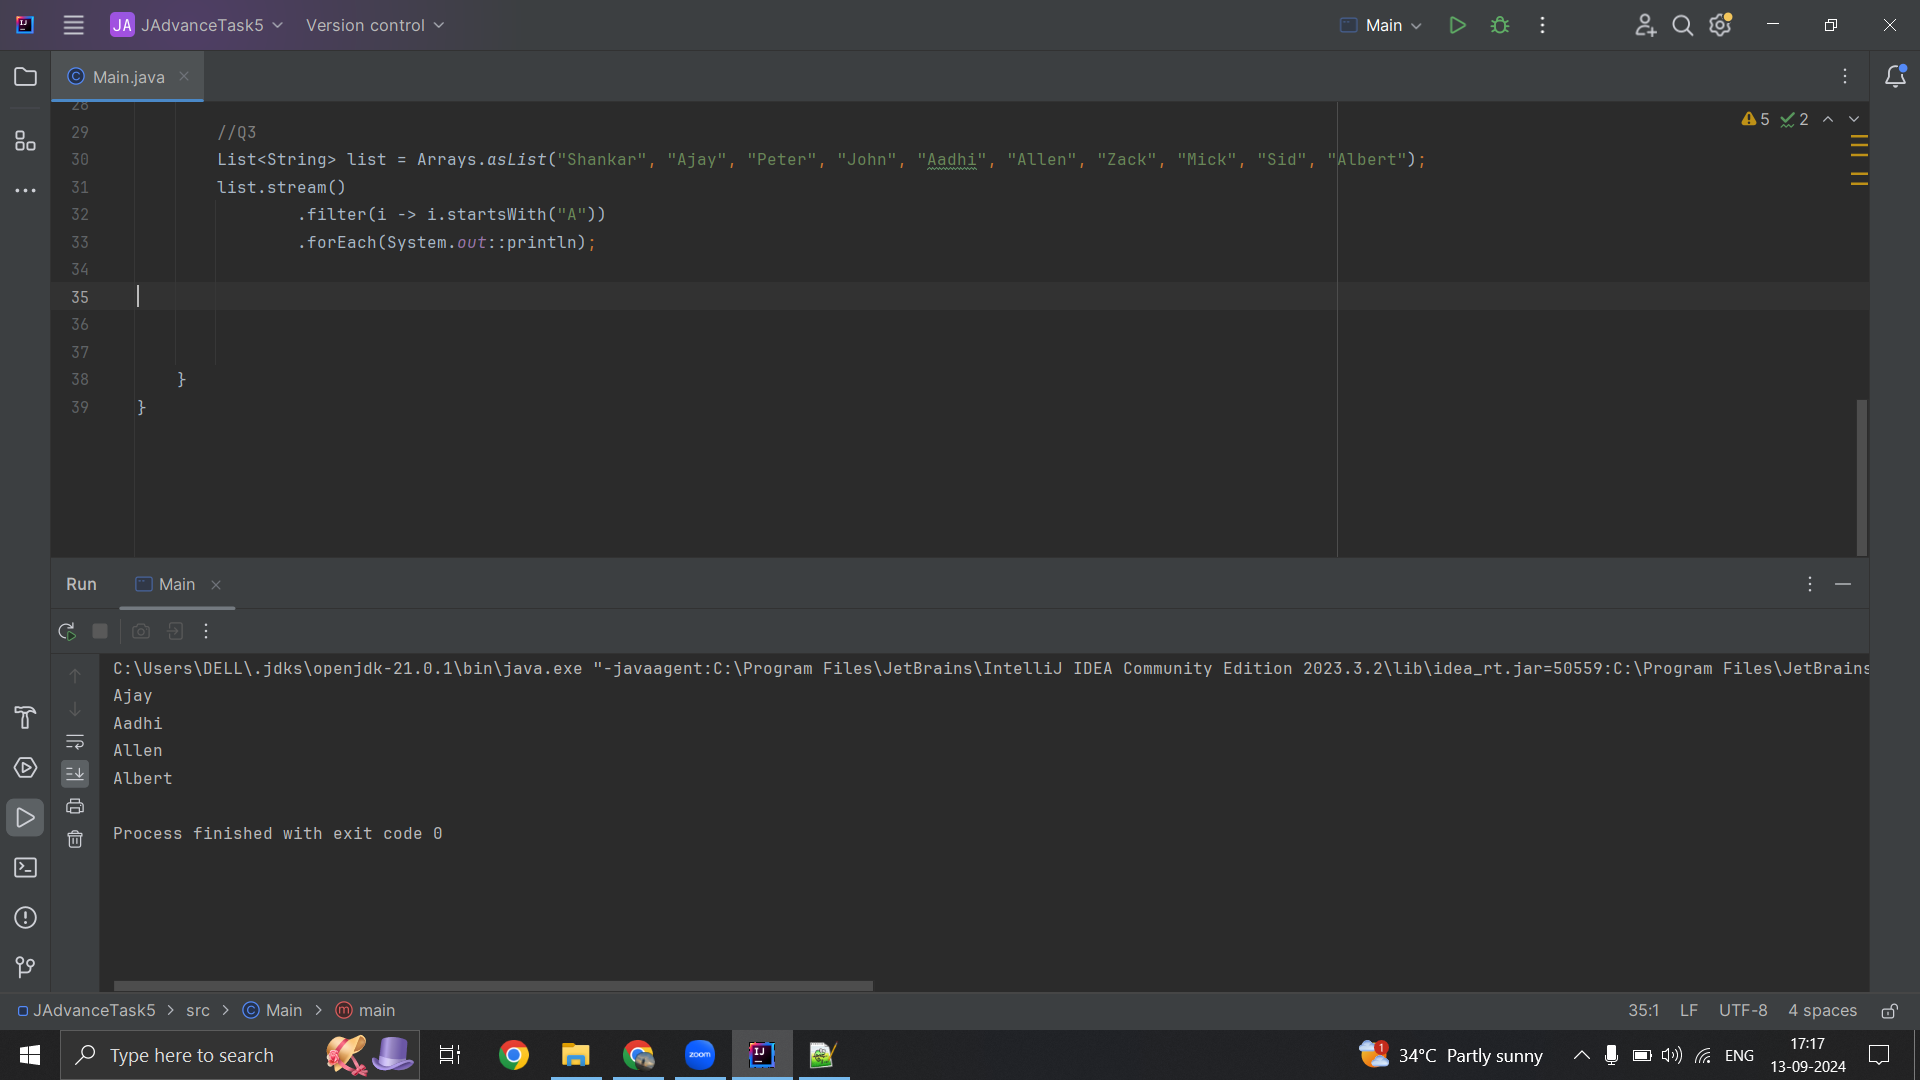 JA JAdvanceTask5 Version control Main
Main.java
28
29 //Q3 5 2
30 List<String> list = Arrays.asList("Shankar", "Ajay", "Peter", "John", "Aadhi", "Allen", "Zack", "Mick", "Sid", "Albert");
31 list.stream()
32 .filter(i -> i.startsWith("A"))
33 .forEach(System.out::println);
34
35
36
37
38 }
39 }
Run Main
C:\Users\DELL\.jdks\openjdk-21.0.1\bin\java.exe "-javaagent:C:\Program Files\JetBrains\IntelliJ IDEA Community Edition 2023.3.2\lib\idea_rt.jar=50559:C:\Program Files\JetBrains
Ajay
Aadhi
Allen
Albert
Process finished with exit code 0
JAdvanceTask5 > src > Main > main 35:1 LF UTF-8 4 spaces
Type here to search zoom 1 34°C Partly sunny ENG 17:17
13-09-2024